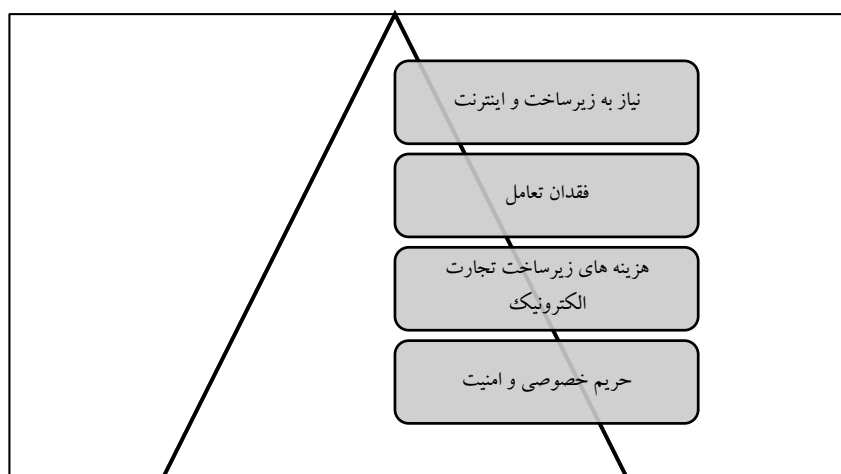 نیاز به زیرساخت و اینترنت
فقدان تعامل
هزینه های زیرساخت تجارت
الکترونیک
حریم خصوصی و امنیت